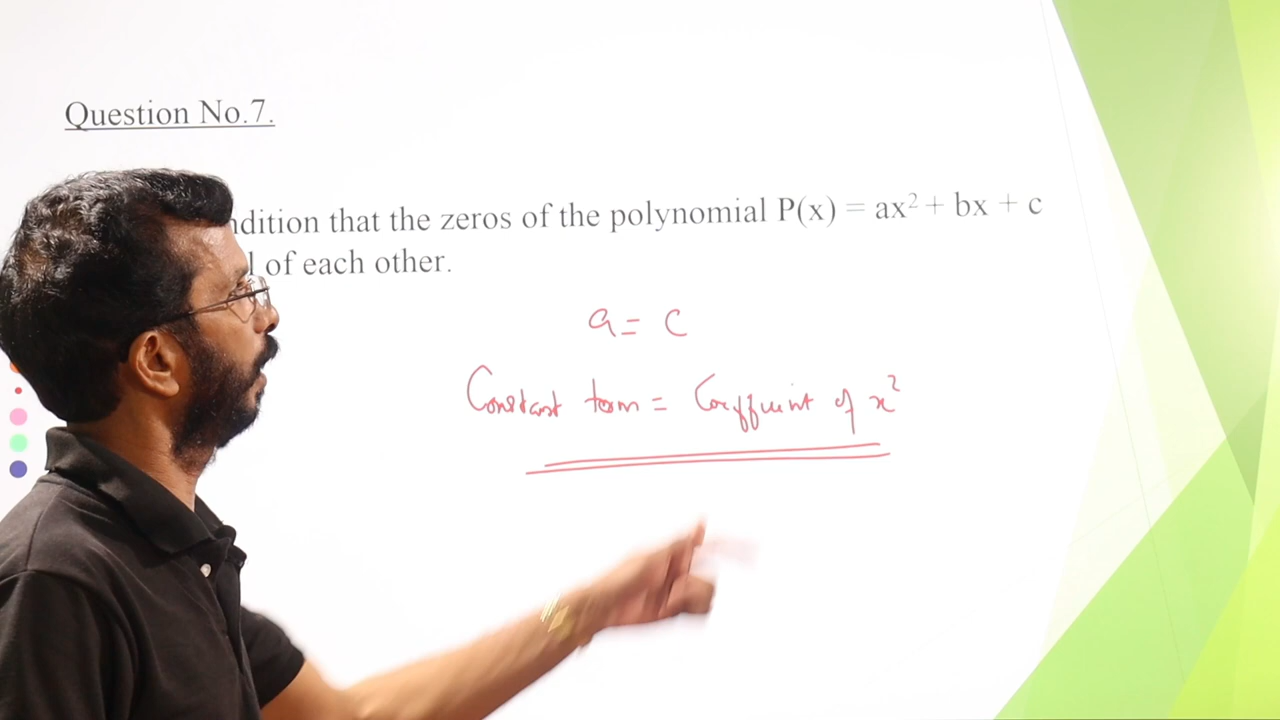 Question No.7.
ndition that the zeros of the polynomial P(x) = ax² + bx + c
l of each other.
a = c
Constant term = Coefficient of x²